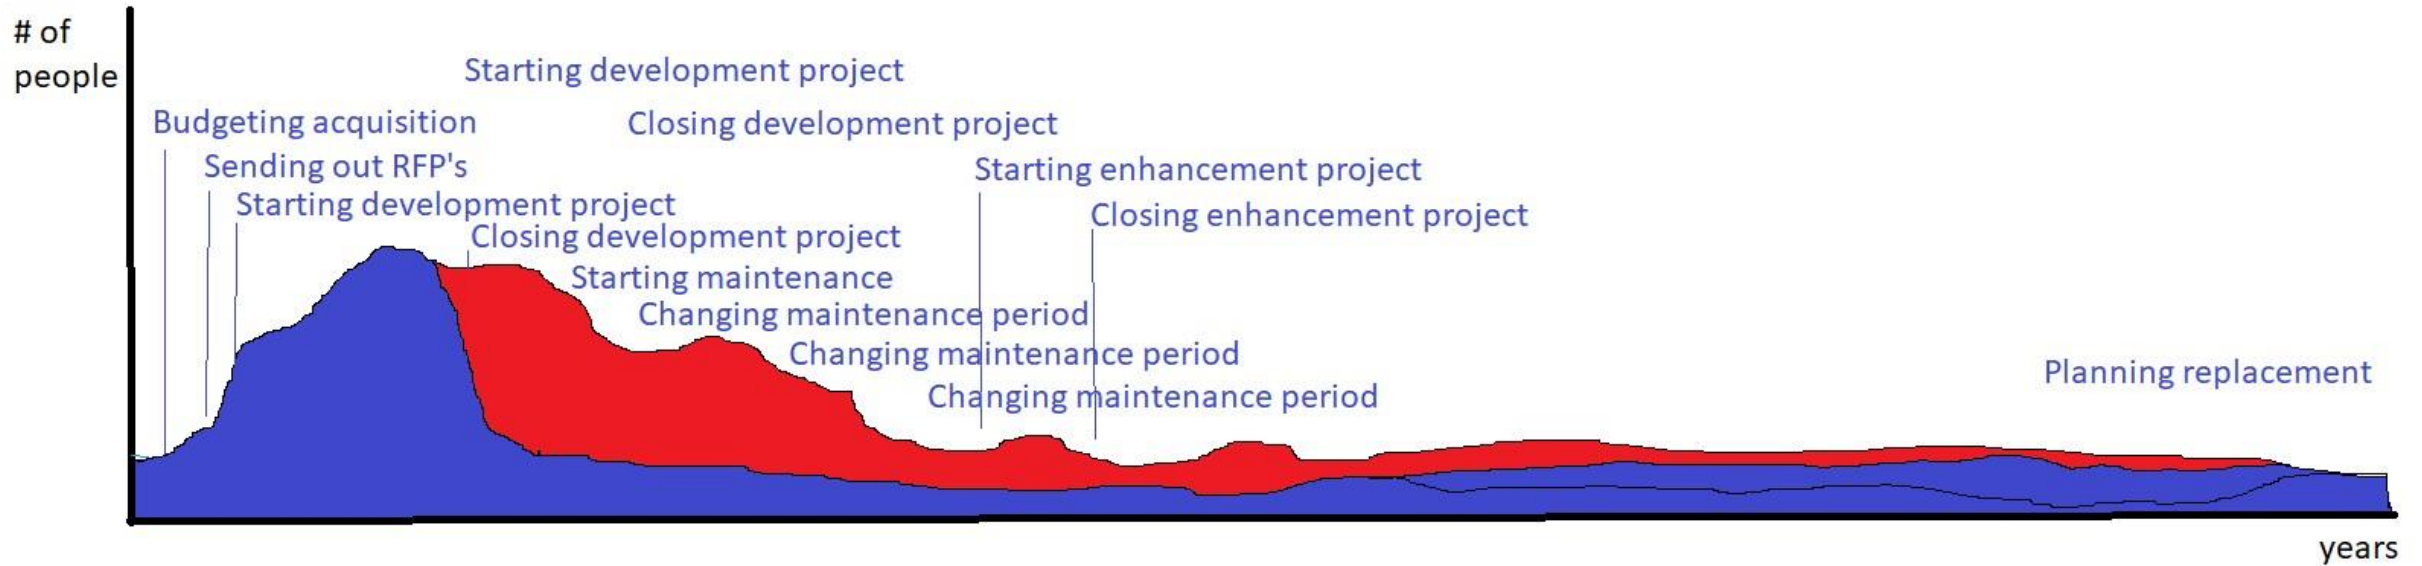 # of
people
Starting development project
Budgeting acquisition
Closing development project
Sending out RFP's
Starting enhancement project
Starting development project
Closing enhancement project
Closing development project
Starting maintenance
Changing maintenance period
Changing maintenance period
Planning replacement
Changing maintenance period
years